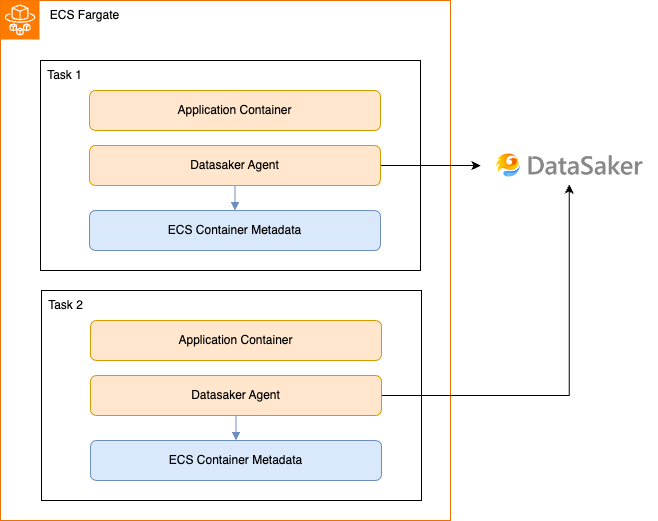 ECS Fargate
Task 1
Application Container
Datasaker Agent
ECS Container Metadata
DataSaker
Task 2
Application Container
Datasaker Agent
ECS Container Metadata